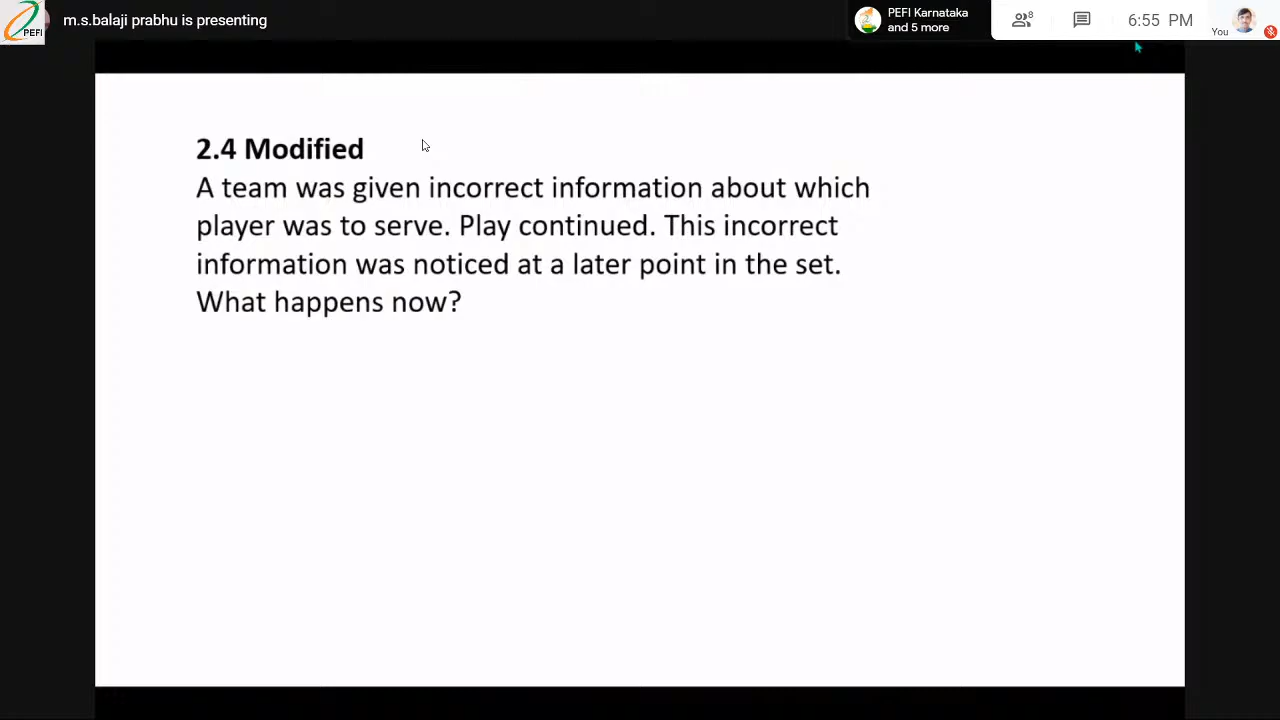 m.s.balaji prabhu is presenting
PEFI
PEFI Karnataka
and 5 more
8
6:55 PM
You
2.4 Modified
A team was given incorrect information about which
player was to serve. Play continued. This incorrect
information was noticed at a later point in the set.
What happens now?